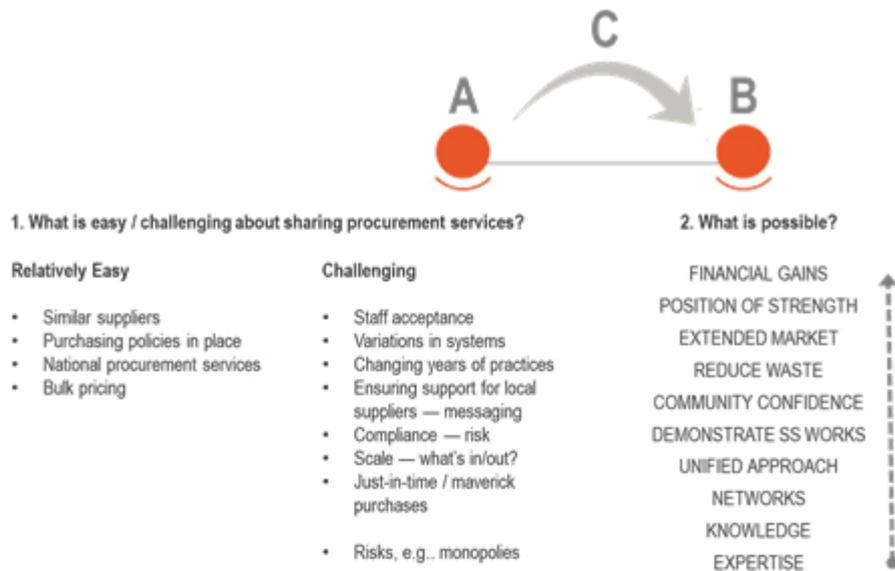 C
A
B
1. What is easy / challenging about sharing procurement services?
Relatively Easy
• Similar suppliers
• Purchasing policies in place
• National procurement services
• Bulk pricing
Challenging
• Staff acceptance
• Variations in systems
• Changing years of practices
• Ensuring support for local
suppliers — messaging
• Compliance — risk
• Scale — what's in/out?
• Just-in-time / maverick
purchases
• Risks, e.g.. monopolies
2. What is possible?
FINANCIAL GAINS
POSITION OF STRENGTH
EXTENDED MARKET
REDUCE WASTE
COMMUNITY CONFIDENCE
DEMONSTRATE SS WORKS
UNIFIED APPROACH
NETWORKS
KNOWLEDGE
EXPERTISE